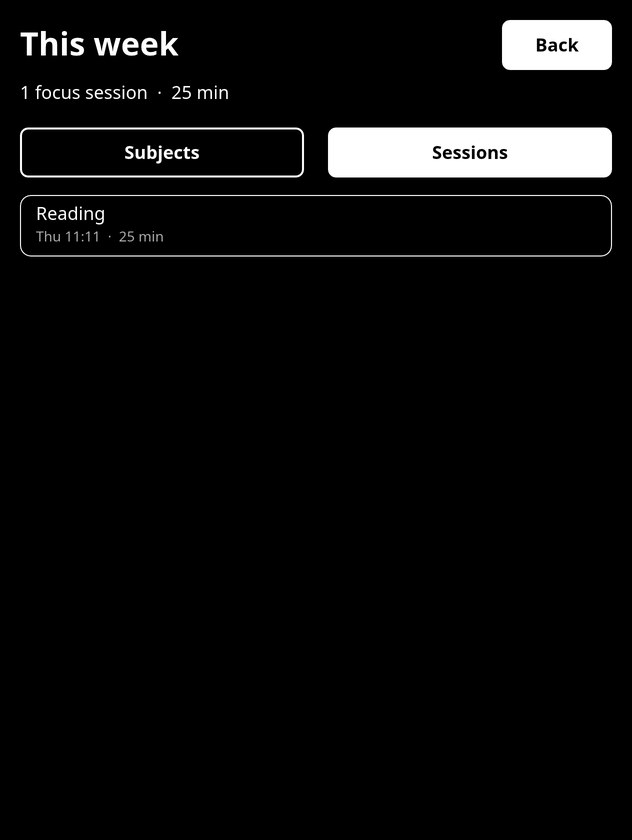 This week
Back
1 focus session · 25 min
Subjects
Sessions
Reading
Thu 11:11 · 25 min